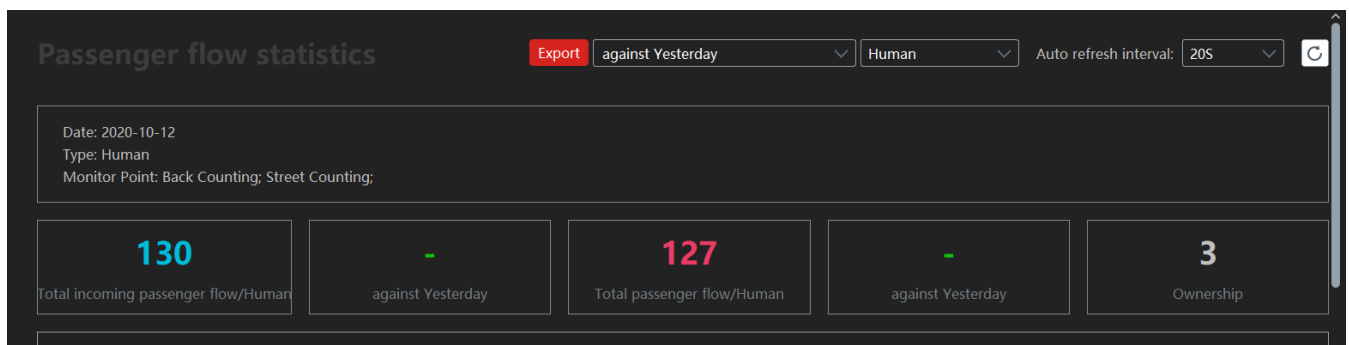 Passenger flow statistics
Export against Yesterday Human Auto refresh interval: 20S
Date: 2020-10-12
Type: Human
Monitor Point: Back Counting; Street Counting;
130 - 127 - 3
Total incoming passenger flow/Human against Yesterday Total passenger flow/Human against Yesterday Ownership